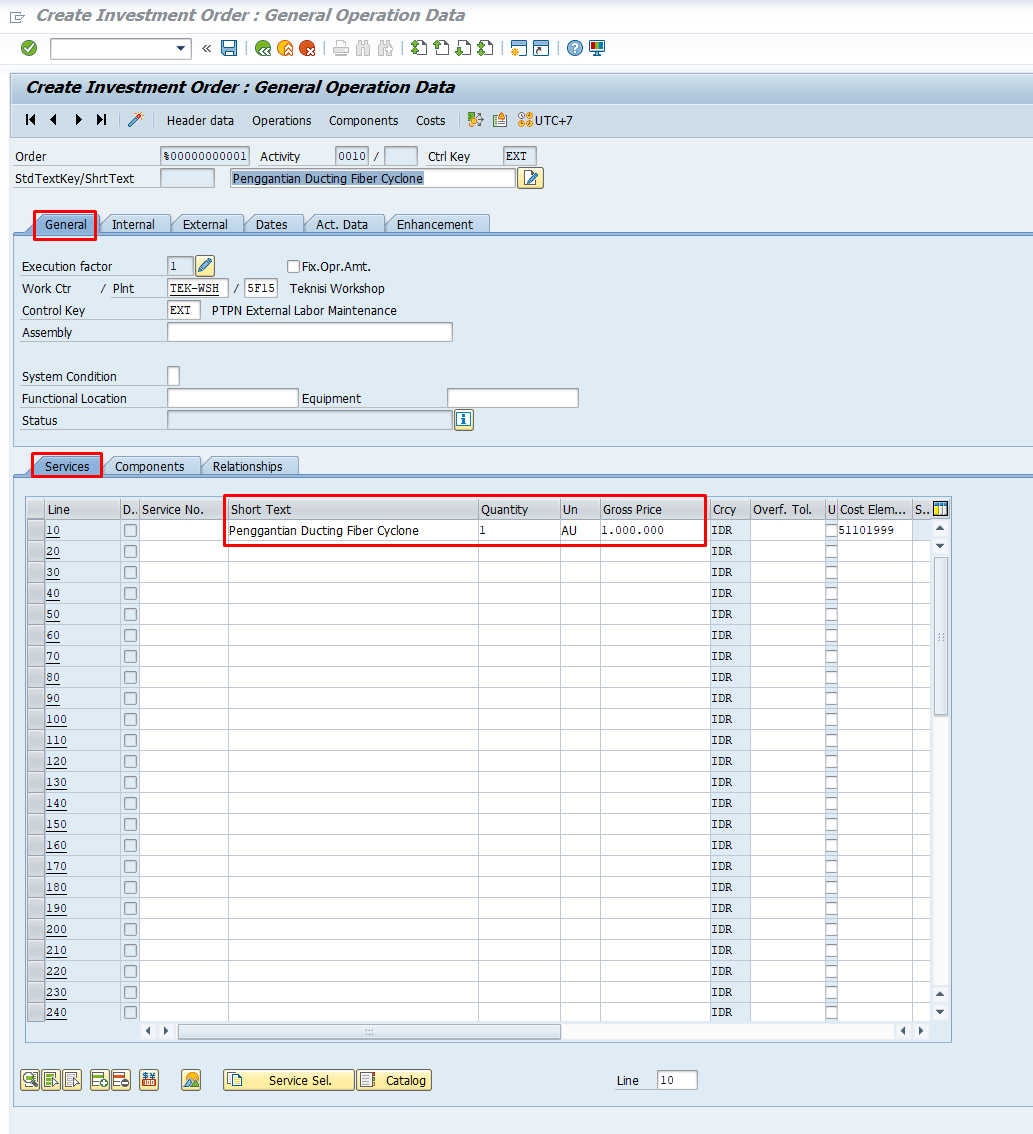 Create Investment Order : General Operation Data
Create Investment Order : General Operation Data
Header data Operations Components Costs UTC+7
Order %00000000001 Activity 0010 / Ctrl Key EXT
StdTextKey/ShrtText Penggantian Ducting Fiber Cyclone
General Internal External Dates Act. Data Enhancement
Execution factor 1 Fix.Opr.Amt.
Work Ctr / Plnt TEK-WSH / 5F15 Teknisi Workshop
Control Key EXT PTPN External Labor Maintenance
Assembly
System Condition
Functional Location Equipment
Status
Services Components Relationships
Line D.. Service No. Short Text Quantity Un Gross Price Crcy Overf. Tol. U Cost Elem... S..
10 Penggantian Ducting Fiber Cyclone 1 AU 1.000.000 IDR 51101999
20 IDR
30 IDR
40 IDR
50 IDR
60 IDR
70 IDR
80 IDR
90 IDR
100 IDR
110 IDR
120 IDR
130 IDR
140 IDR
150 IDR
160 IDR
170 IDR
180 IDR
190 IDR
200 IDR
210 IDR
220 IDR
230 IDR
240 IDR
Service Sel. Catalog Line 10